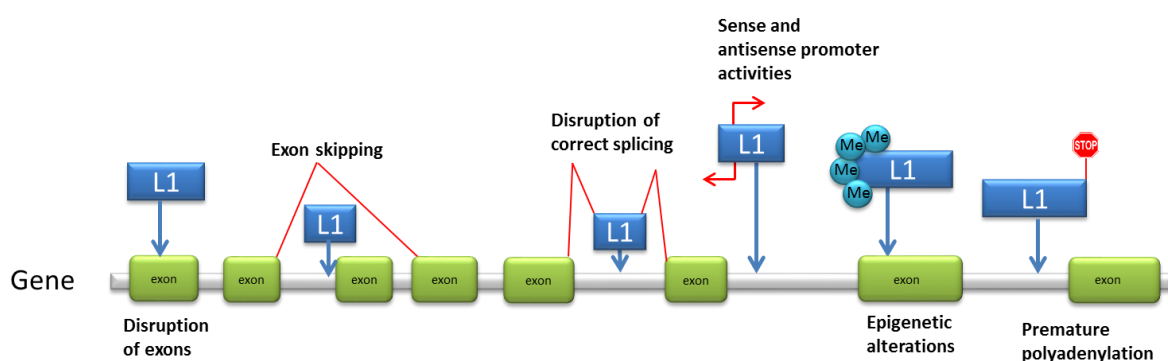 Sense and
antisense promoter
activities
Disruption of
correct splicing
Exon skipping
L1
L1
L1
L1
Me
Me
Me
Me
L1
STOP
L1
Gene
exon
exon
exon
exon
exon
exon
exon
exon
Disruption
of exons
Epigenetic
alterations
Premature
polyadenylation